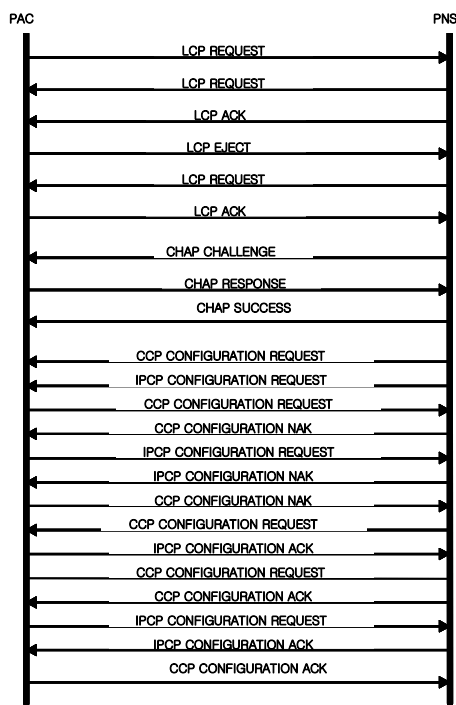 PAC PNS
LCP REQUEST
LCP REQUEST
LCP ACK
LCP EJECT
LCP REQUEST
LCP ACK
CHAP CHALLENGE
CHAP RESPONSE
CHAP SUCCESS
CCP CONFIGURATION REQUEST
IPCP CONFIGURATION REQUEST
CCP CONFIGURATION REQUEST
CCP CONFIGURATION NAK
IPCP CONFIGURATION REQUEST
IPCP CONFIGURATION NAK
CCP CONFIGURATION NAK
CCP CONFIGURATION REQUEST
IPCP CONFIGURATION ACK
CCP CONFIGURATION REQUEST
CCP CONFIGURATION ACK
IPCP CONFIGURATION REQUEST
IPCP CONFIGURATION ACK
CCP CONFIGURATION ACK